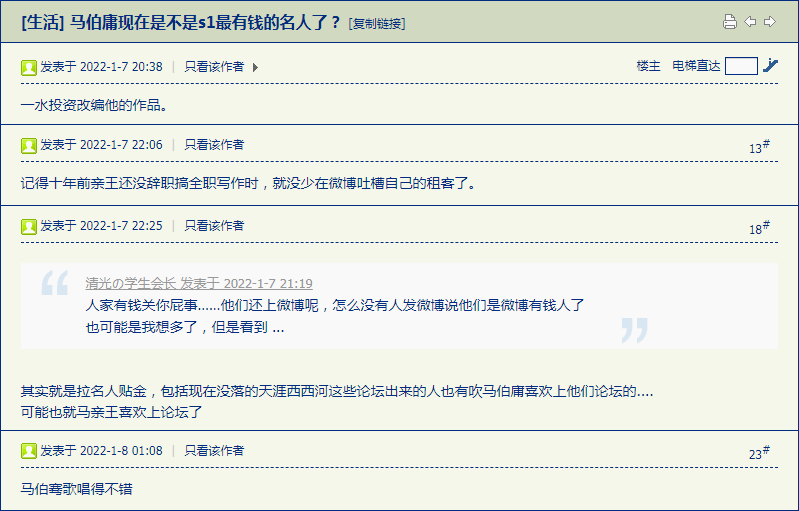 [生活] 马伯庸现在是不是s1最有钱的名人了？ [复制链接]
发表于 2022-1-7 20:38 | 只看该作者 楼主 电梯直达
一水投资改编他的作品。
发表于 2022-1-7 22:06 | 只看该作者 13#
记得十年前亲王还没辞职搞全职写作时，就没少在微博吐槽自己的租客了。
发表于 2022-1-7 22:25 | 只看该作者 18#
清光の学生会长 发表于 2022-1-7 21:19
人家有钱关你屁事......他们还上微博呢，怎么没有人发微博说他们是微博有钱人了
也可能是我想多了，但是看到 ...
其实就是拉名人贴金，包括现在没落的天涯西西河这些论坛出来的人也有吹马伯庸喜欢上他们论坛的....
可能也就马亲王喜欢上论坛了
发表于 2022-1-8 01:08 | 只看该作者 23#
马伯骞歌唱得不错